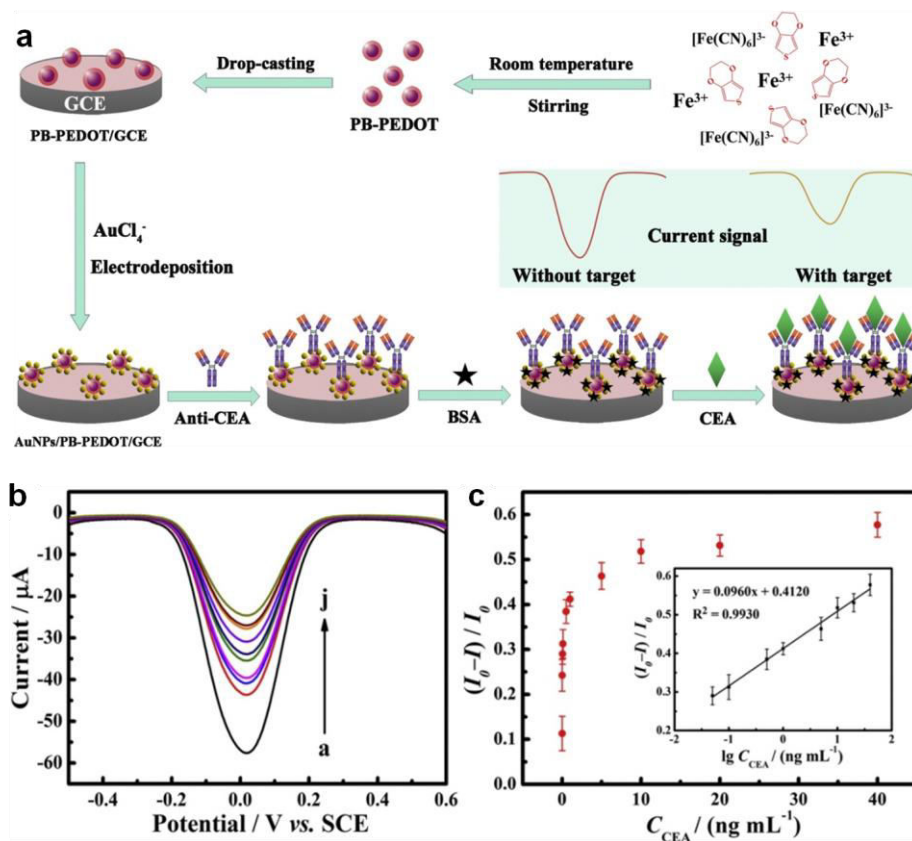 a
Drop-casting
Room temperature
Stirring
[Fe(CN)₆]³⁻
Fe³⁺
Fe³⁺
Fe³⁺
[Fe(CN)₆]³⁻
[Fe(CN)₆]³⁻
O
O
S
O
O
S
O
O
S
O
O
S
GCE
PB-PEDOT/GCE
PB-PEDOT
AuCl₄⁻
Electrodeposition
Current signal
Without target
With target
Anti-CEA
BSA
CEA
AuNPs/PB-PEDOT/GCE
b
0
-10
-20
-30
-40
-50
-60
Current / μA
j
a
-0.4
-0.2
0.0
0.2
0.4
0.6
Potential / V vs. SCE
c
0.6
0.5
0.4
0.3
0.2
0.1
0.0
(I₀-I) / I₀
0
10
20
30
40
C_CEA / (ng mL⁻¹)
y = 0.0960x + 0.4120
R² = 0.9930
0.6
0.5
0.4
0.3
0.2
(I₀-I) / I₀
-2
-1
0
1
2
lg C_CEA / (ng mL⁻¹)